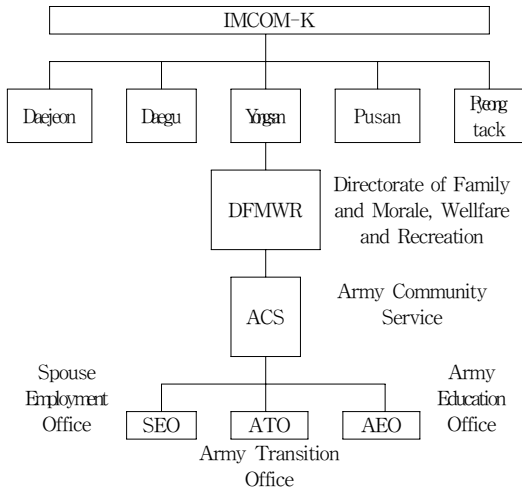 IMCOM-K
Daejeon
Daegu
Yongsan
Pusan
Pyeong
tack
DFMWR
Directorate of Family
and Morale, Wellfare
and Recreation
ACS
Army Community
Service
Spouse
Employment
Office
SEO
ATO
AEO
Army
Education
Office
Army Transition
Office